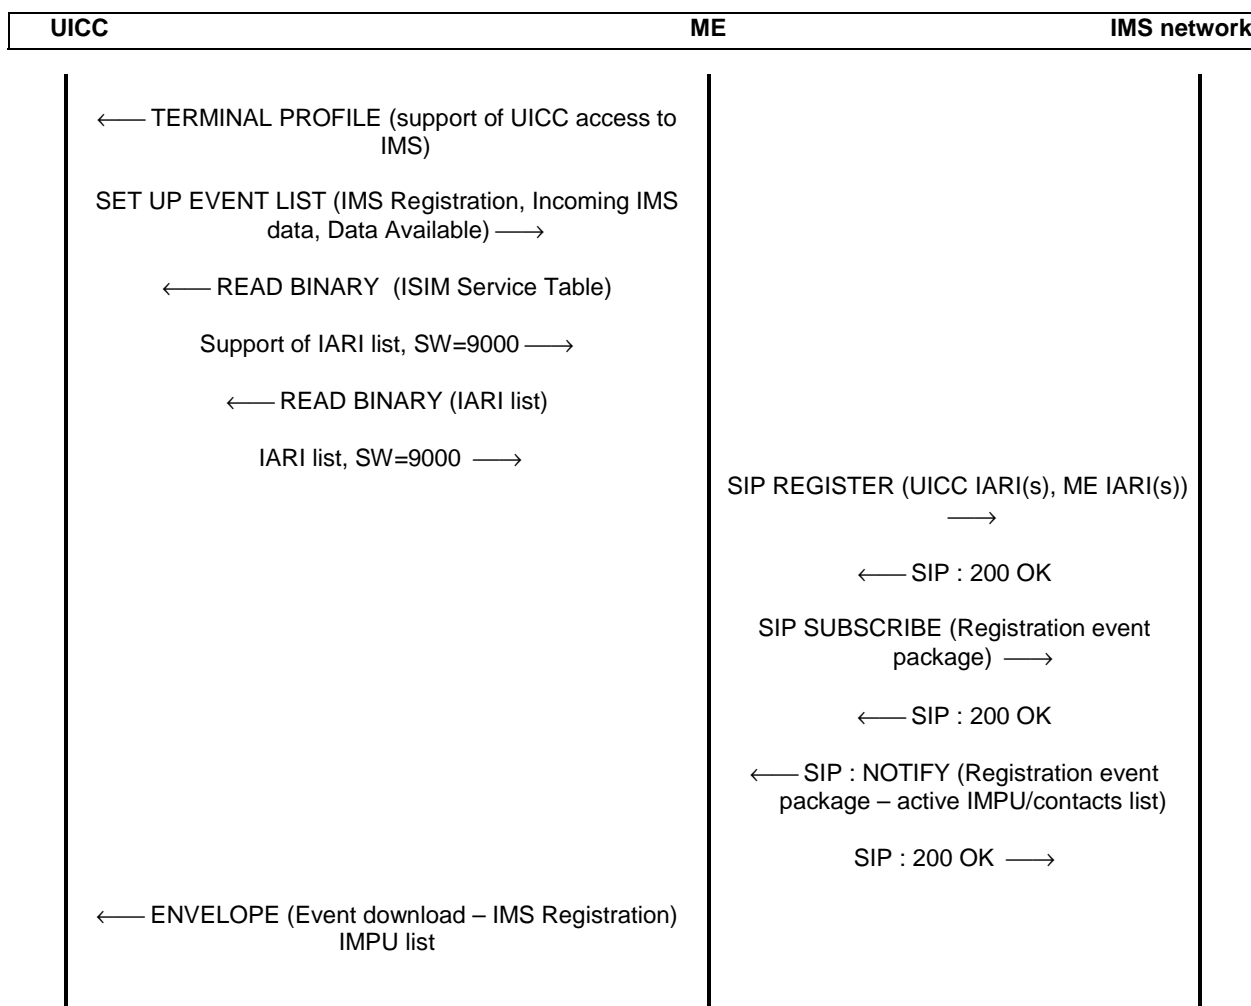 UICC ME IMS network
← TERMINAL PROFILE (support of UICC access to
IMS)
SET UP EVENT LIST (IMS Registration, Incoming IMS
data, Data Available) →
← READ BINARY (ISIM Service Table)
Support of IARI list, SW=9000 →
← READ BINARY (IARI list)
IARI list, SW=9000 →
SIP REGISTER (UICC IARI(s), ME IARI(s))
→
← SIP : 200 OK
SIP SUBSCRIBE (Registration event
package) →
← SIP : 200 OK
← SIP : NOTIFY (Registration event
package – active IMPU/contacts list)
SIP : 200 OK →
← ENVELOPE (Event download – IMS Registration)
IMPU list